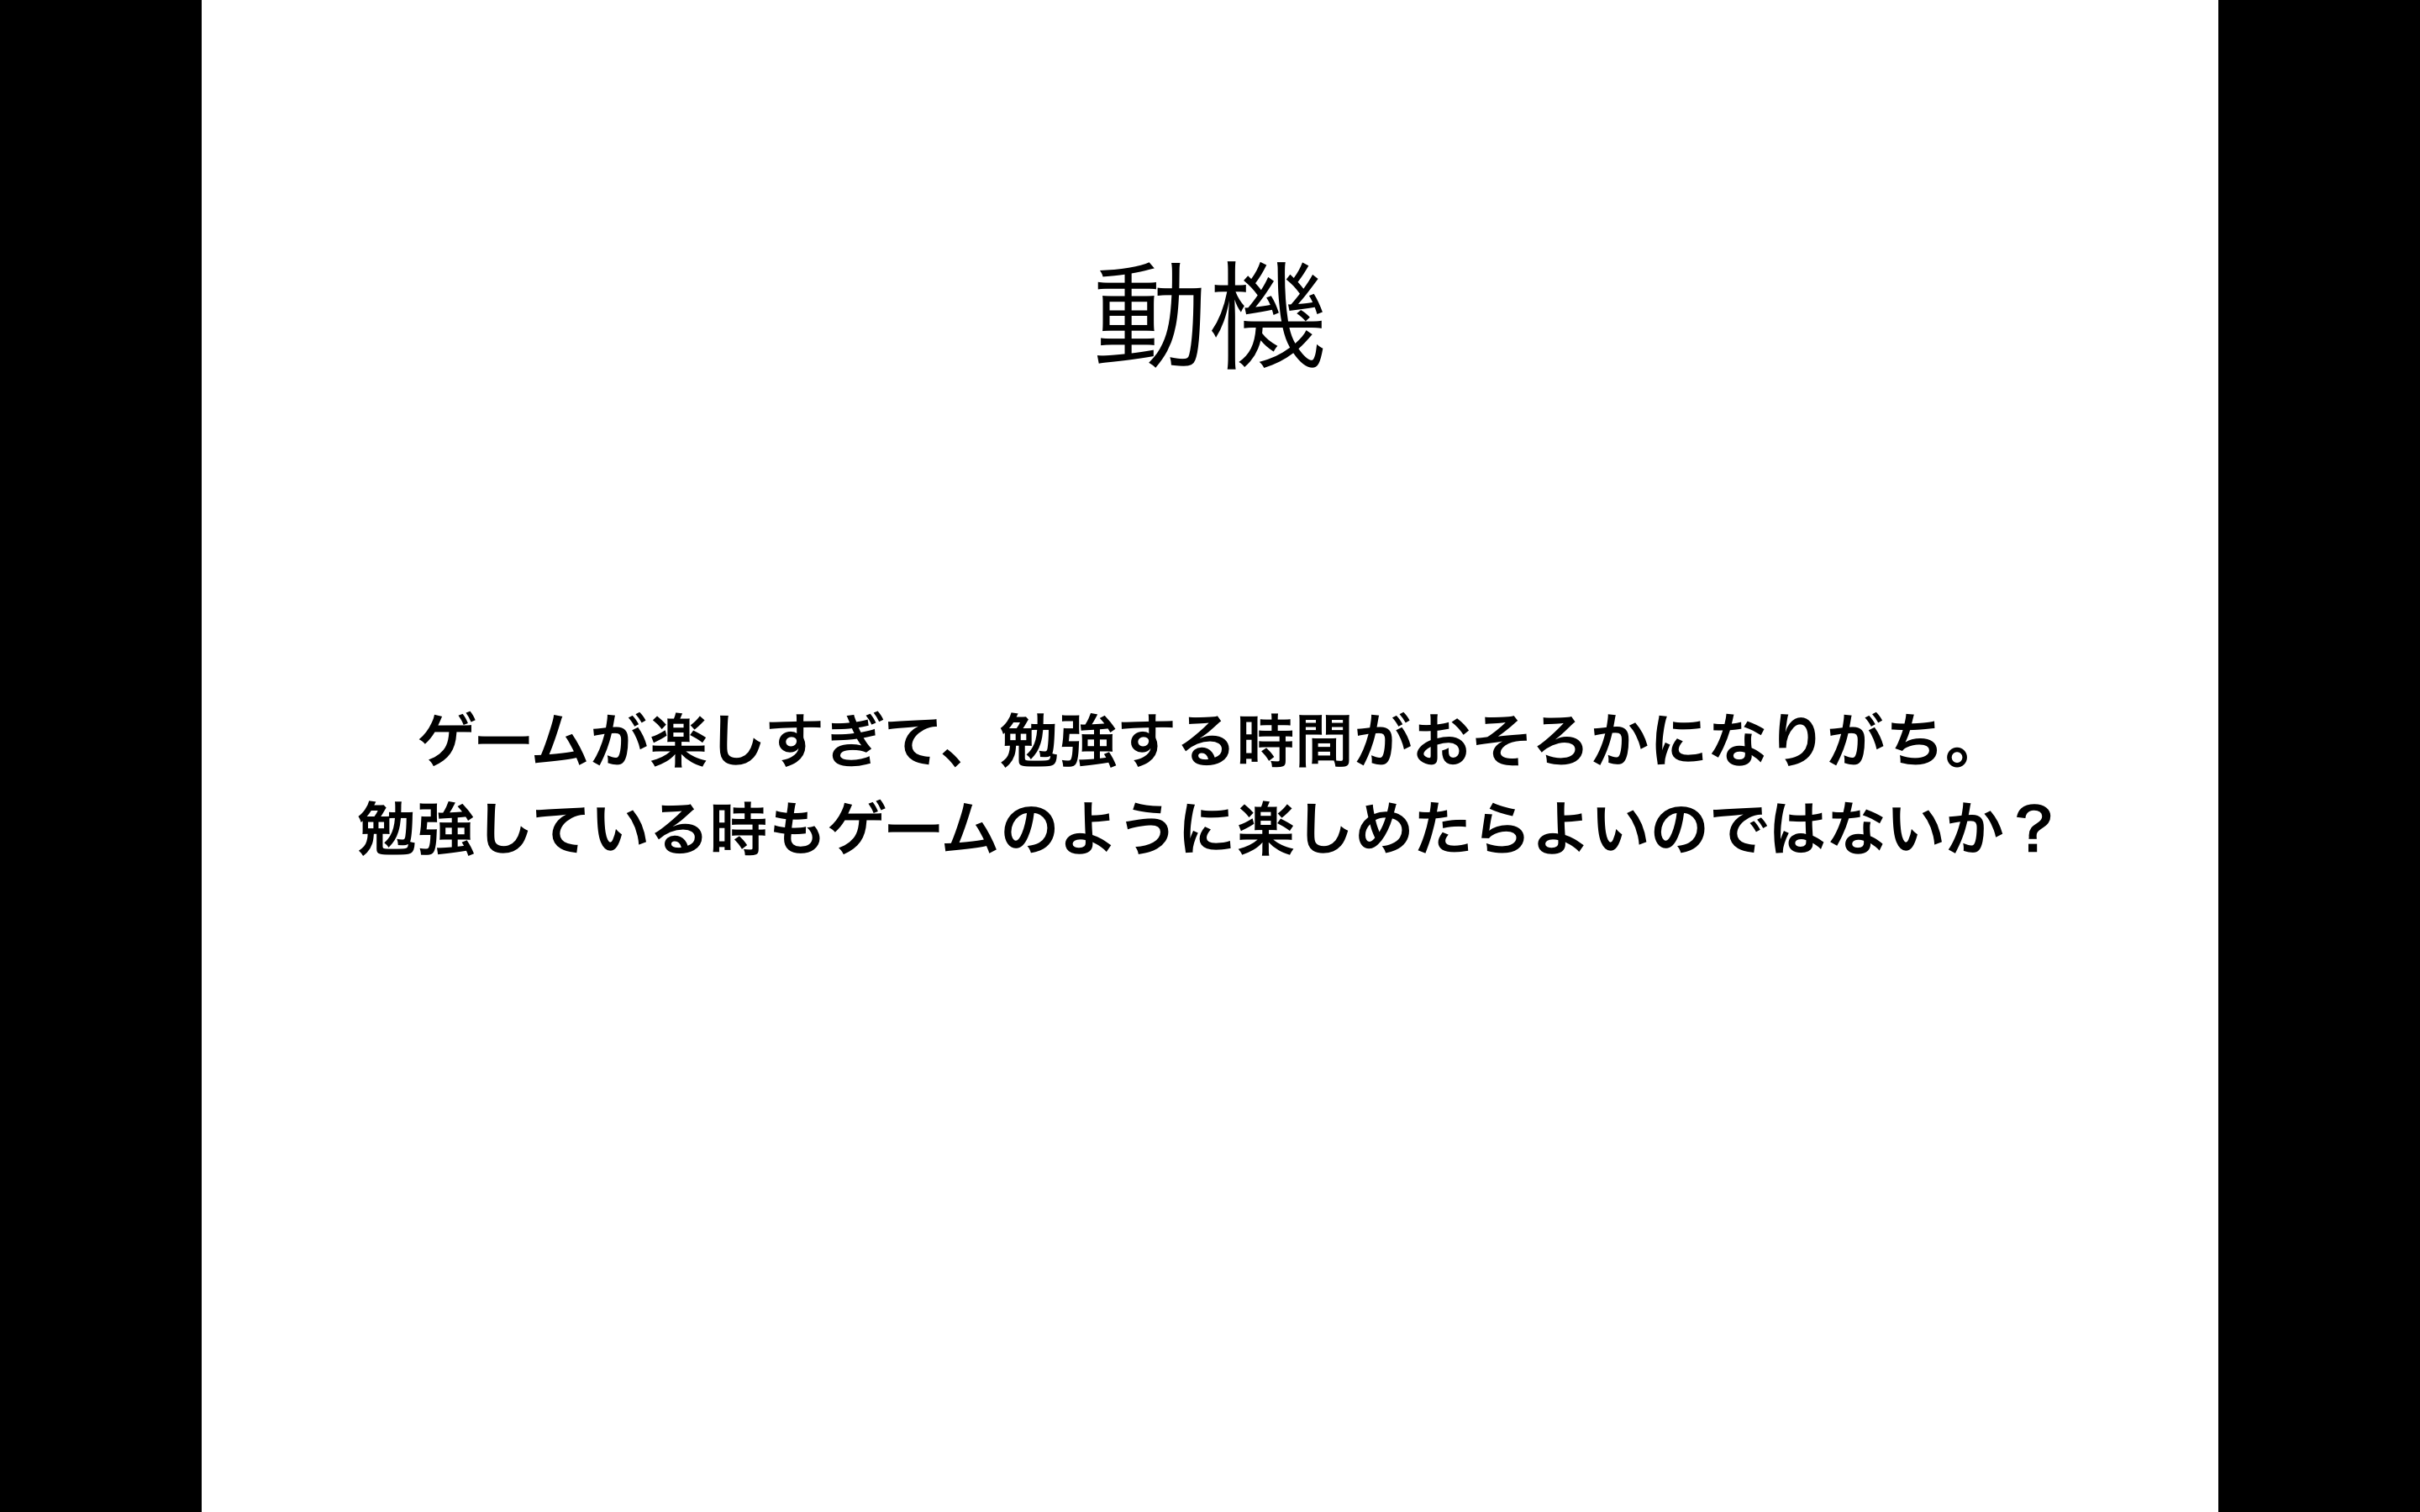 動機
ゲームが楽しすぎて、勉強する時間がおそろかになりがち。
勉強している時もゲームのように楽しめたらよいのではないか？